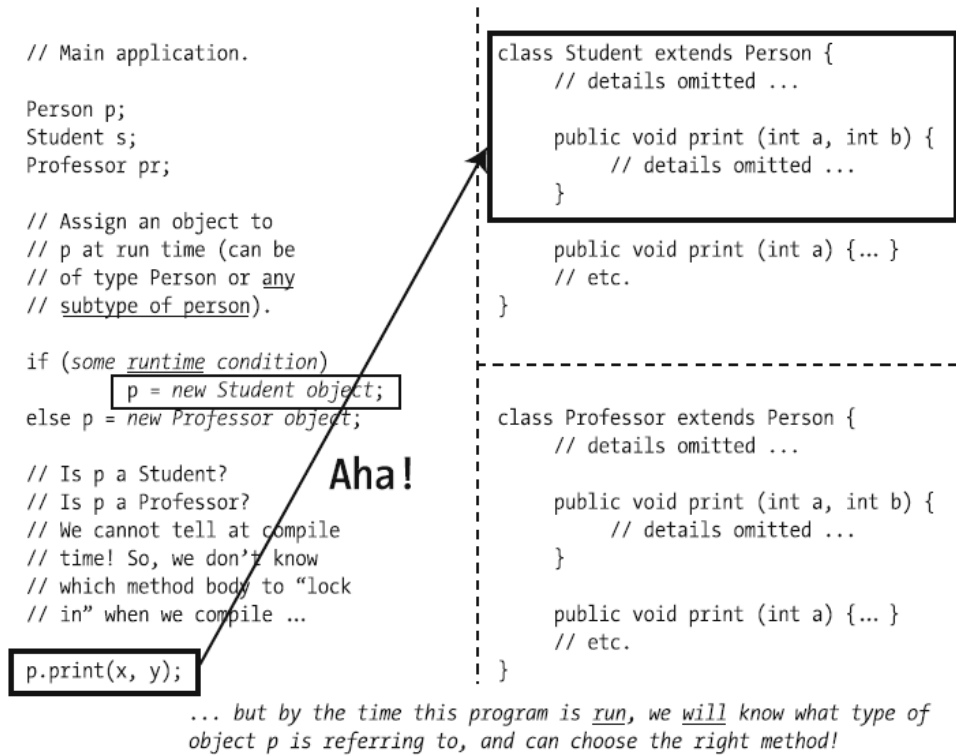 // Main application.
Person p;
Student s;
Professor pr;
// Assign an object to
// p at run time (can be
// of type Person or any
// subtype of person).
if (some runtime condition)
p = new Student object;
else p = new Professor object;
// Is p a Student?
// Is p a Professor?
// We cannot tell at compile
// time! So, we don't know
// which method body to “lock
// in” when we compile …
p.print(x, y);
Aha!
class Student extends Person {
// details omitted ...
public void print (int a, int b) {
// details omitted ...
}
public void print (int a) {... }
// etc.
}
class Professor extends Person {
// details omitted ...
public void print (int a, int b) {
// details omitted ...
}
public void print (int a) {... }
// etc.
}
... but by the time this program is run, we will know what type of
object p is referring to, and can choose the right method!